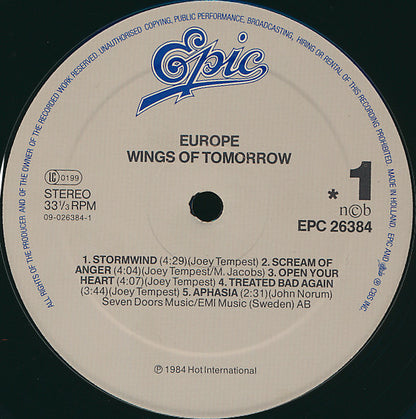 ALL RIGHTS OF THE PRODUCER AND OF THE OWNER OF THE RECORDED WORK RESERVED. UNAUTHORISED COPYING, PUBLIC PERFORMANCE, BROADCASTING, HIRING OR RENTAL OF THIS RECORD PROHIBITED. MADE IN HOLLAND. EPIC AND Epic ® CBS INC.
Epic
EUROPE
WINGS OF TOMORROW
LC 0199
STEREO
33⅓ RPM
09-026384-1
* 1
n©b
EPC 26384
1. STORMWIND (4:29)(Joey Tempest) 2. SCREAM OF
ANGER (4:04)(Joey Tempest/M. Jacobs) 3. OPEN YOUR
HEART (4:07)(Joey Tempest) 4. TREATED BAD AGAIN
(3:44)(Joey Tempest) 5. APHASIA (2:31)(John Norum)
Seven Doors Music/EMI Music (Sweden) AB
℗ 1984 Hot International